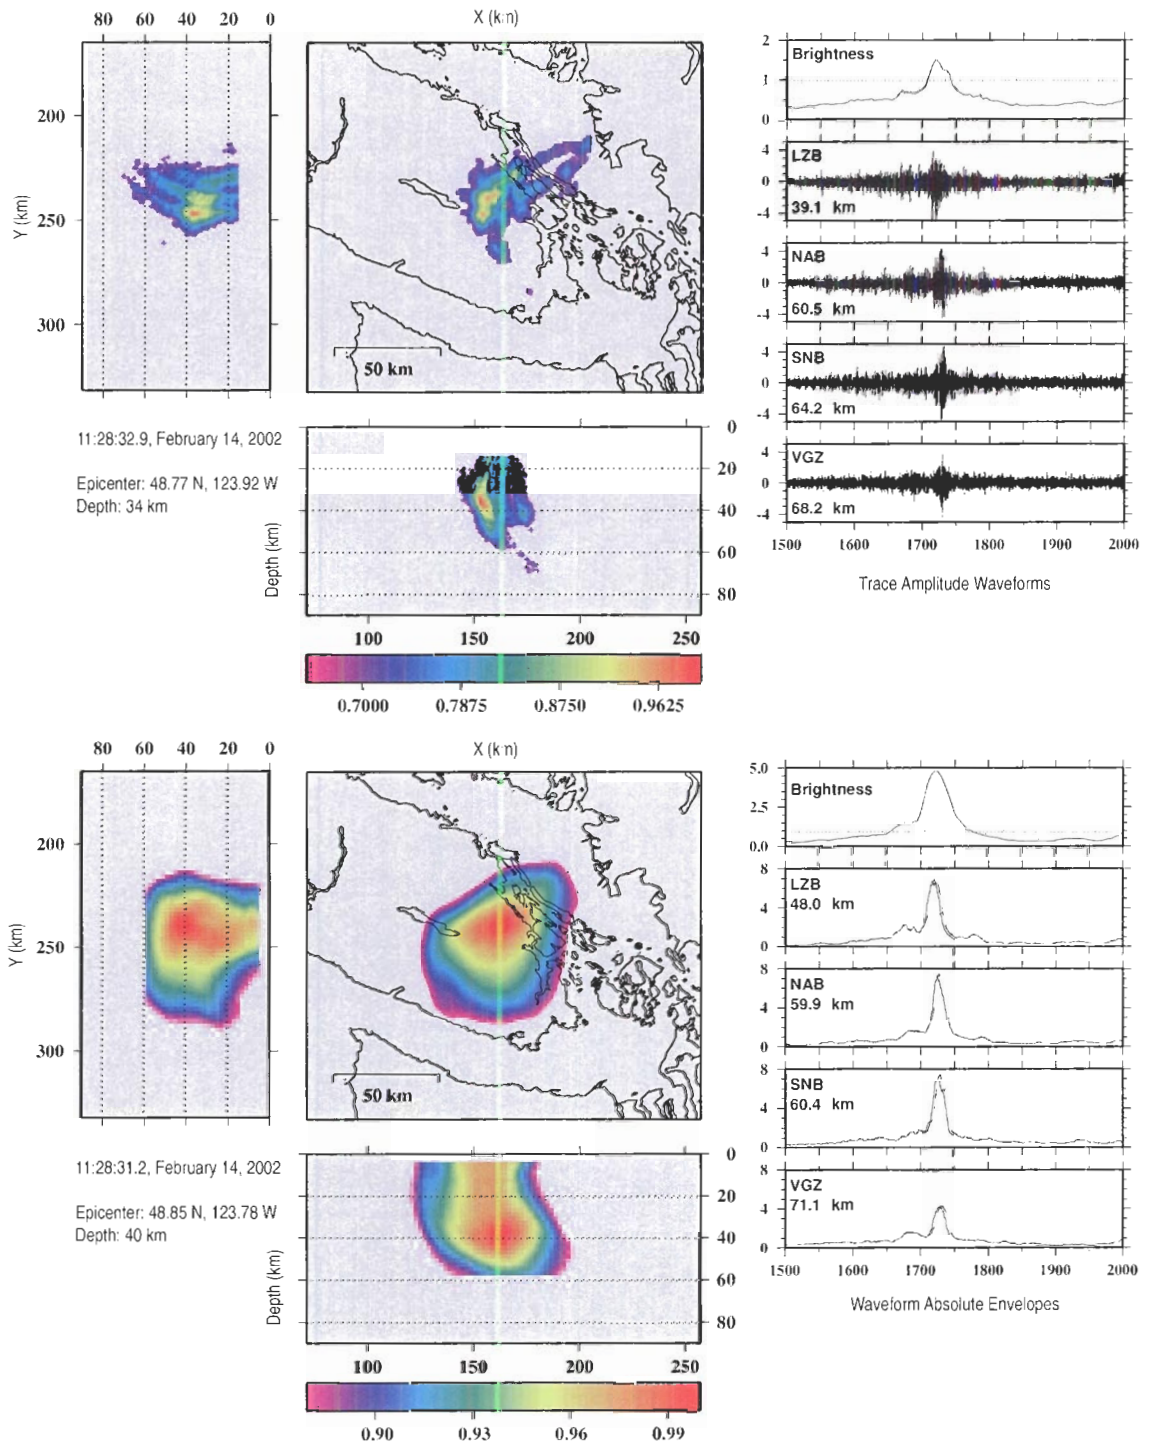 80 60 40 20 0
X (km)
200
250
300
Y (km)
50 km
11:28:32.9, February 14, 2002
Epicenter: 48.77 N, 123.92 W
Depth: 34 km
0
20
40
60
80
Depth (km)
100 150 200 250
0.7000 0.7875 0.8750 0.9625
2
1
0
Brightness
4
0
-4
LZB
39.1 km
4
0
-4
NAB
60.5 km
4
0
-4
SNB
64.2 km
4
0
-4
VGZ
68.2 km
1500 1600 1700 1800 1900 2000
Trace Amplitude Waveforms
80 60 40 20 0
X (km)
200
250
300
Y (km)
50 km
11:28:31.2, February 14, 2002
Epicenter: 48.85 N, 123.78 W
Depth: 40 km
0
20
40
60
80
Depth (km)
100 150 200 250
0.90 0.93 0.96 0.99
5.0
2.5
0.0
Brightness
8
4
0
LZB
48.0 km
8
4
0
NAB
59.9 km
8
4
0
SNB
60.4 km
8
4
0
VGZ
71.1 km
1500 1600 1700 1800 1900 2000
Waveform Absolute Envelopes